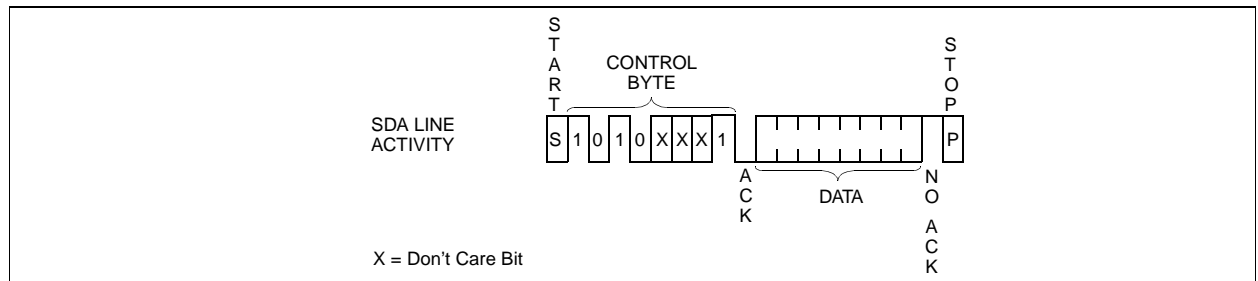 START
STOP
CONTROL
BYTE
SDA LINE
ACTIVITY
S 1 0 1 0 X X X 1
P
ACK
DATA
NO ACK
X = Don't Care Bit